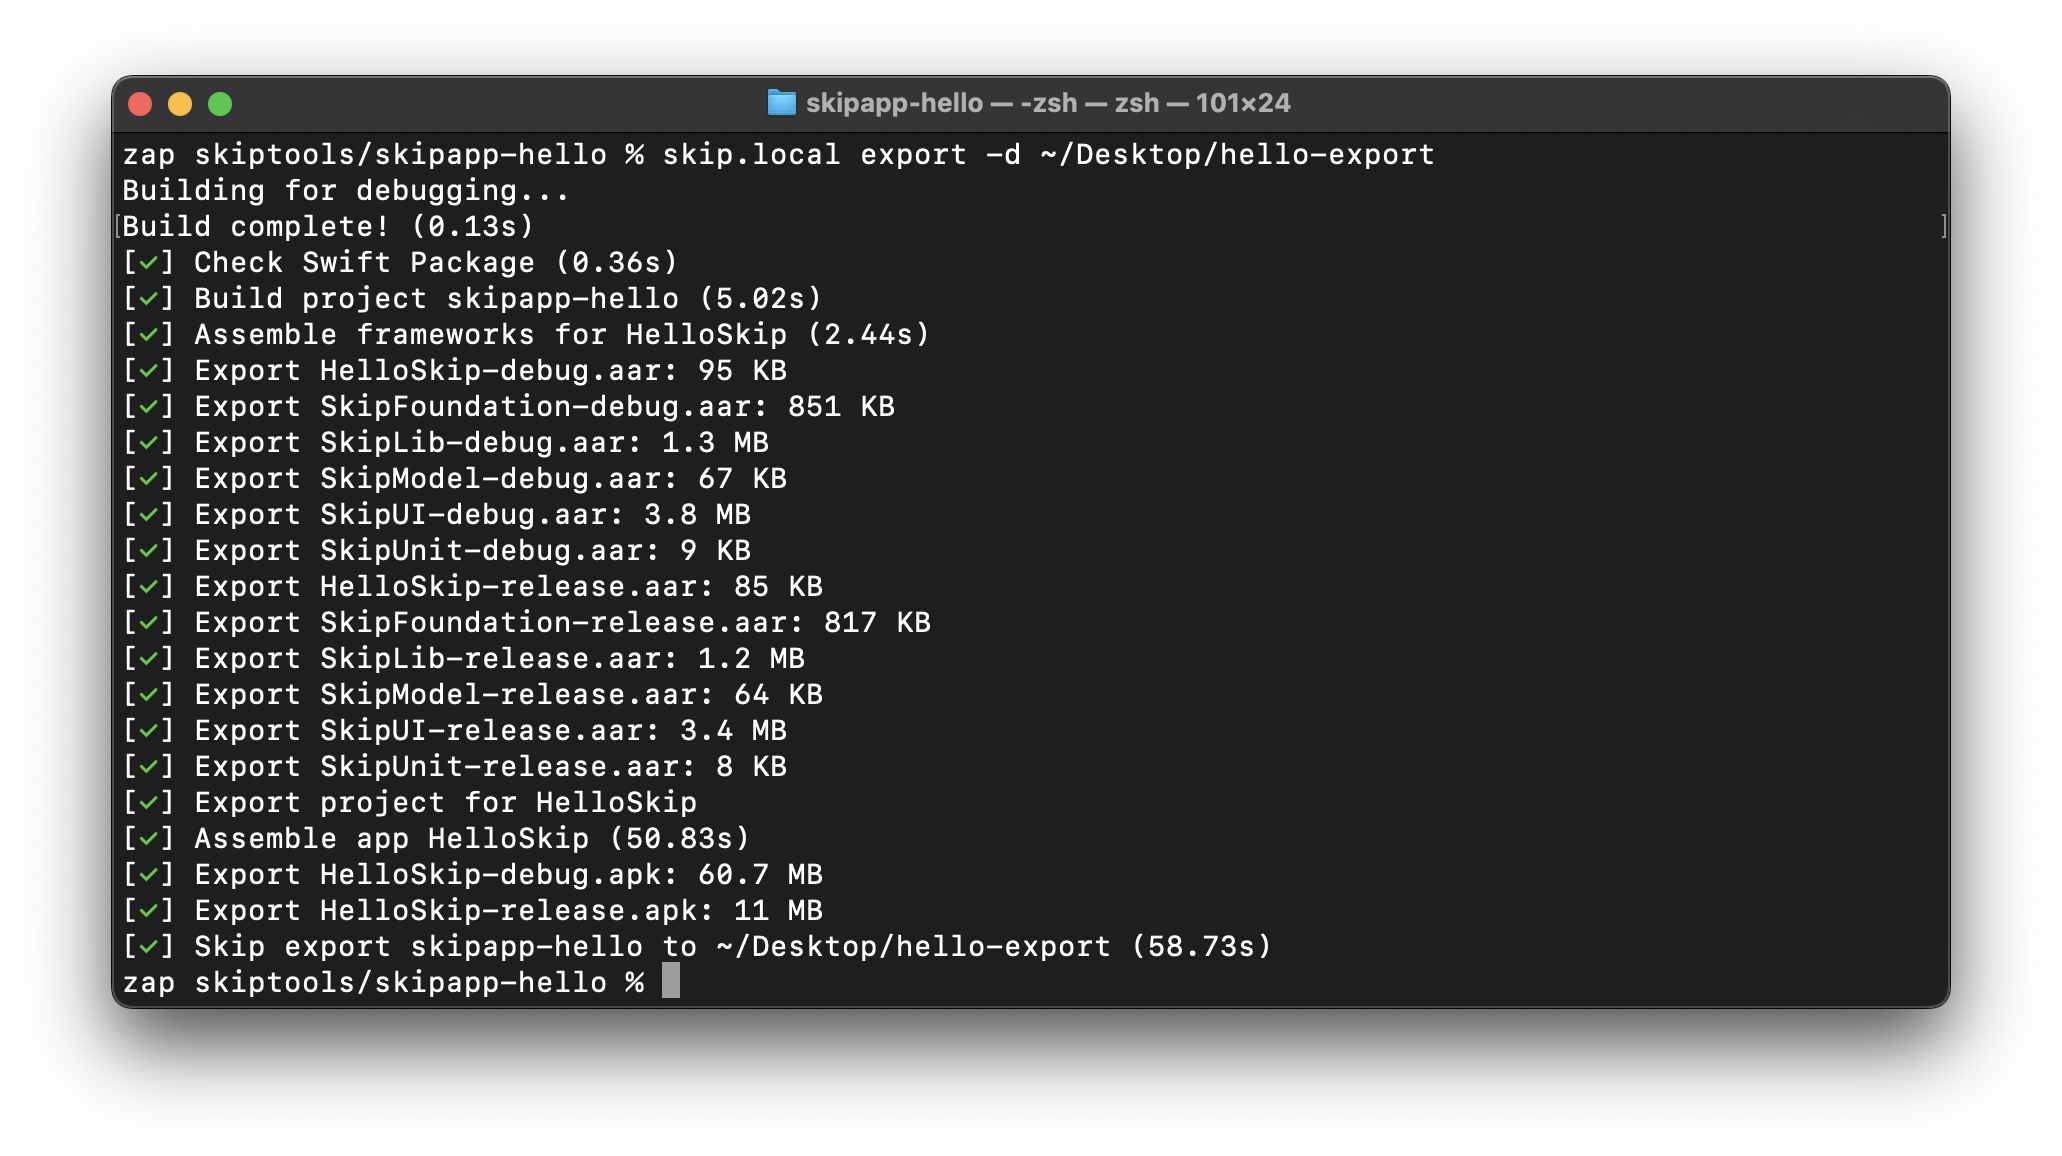 skipapp-hello — -zsh — zsh — 101×24
zap skiptools/skipapp-hello % skip.local export -d ~/Desktop/hello-export
Building for debugging...
[Build complete! (0.13s) ]
[✓] Check Swift Package (0.36s)
[✓] Build project skipapp-hello (5.02s)
[✓] Assemble frameworks for HelloSkip (2.44s)
[✓] Export HelloSkip-debug.aar: 95 KB
[✓] Export SkipFoundation-debug.aar: 851 KB
[✓] Export SkipLib-debug.aar: 1.3 MB
[✓] Export SkipModel-debug.aar: 67 KB
[✓] Export SkipUI-debug.aar: 3.8 MB
[✓] Export SkipUnit-debug.aar: 9 KB
[✓] Export HelloSkip-release.aar: 85 KB
[✓] Export SkipFoundation-release.aar: 817 KB
[✓] Export SkipLib-release.aar: 1.2 MB
[✓] Export SkipModel-release.aar: 64 KB
[✓] Export SkipUI-release.aar: 3.4 MB
[✓] Export SkipUnit-release.aar: 8 KB
[✓] Export project for HelloSkip
[✓] Assemble app HelloSkip (50.83s)
[✓] Export HelloSkip-debug.apk: 60.7 MB
[✓] Export HelloSkip-release.apk: 11 MB
[✓] Skip export skipapp-hello to ~/Desktop/hello-export (58.73s)
zap skiptools/skipapp-hello %